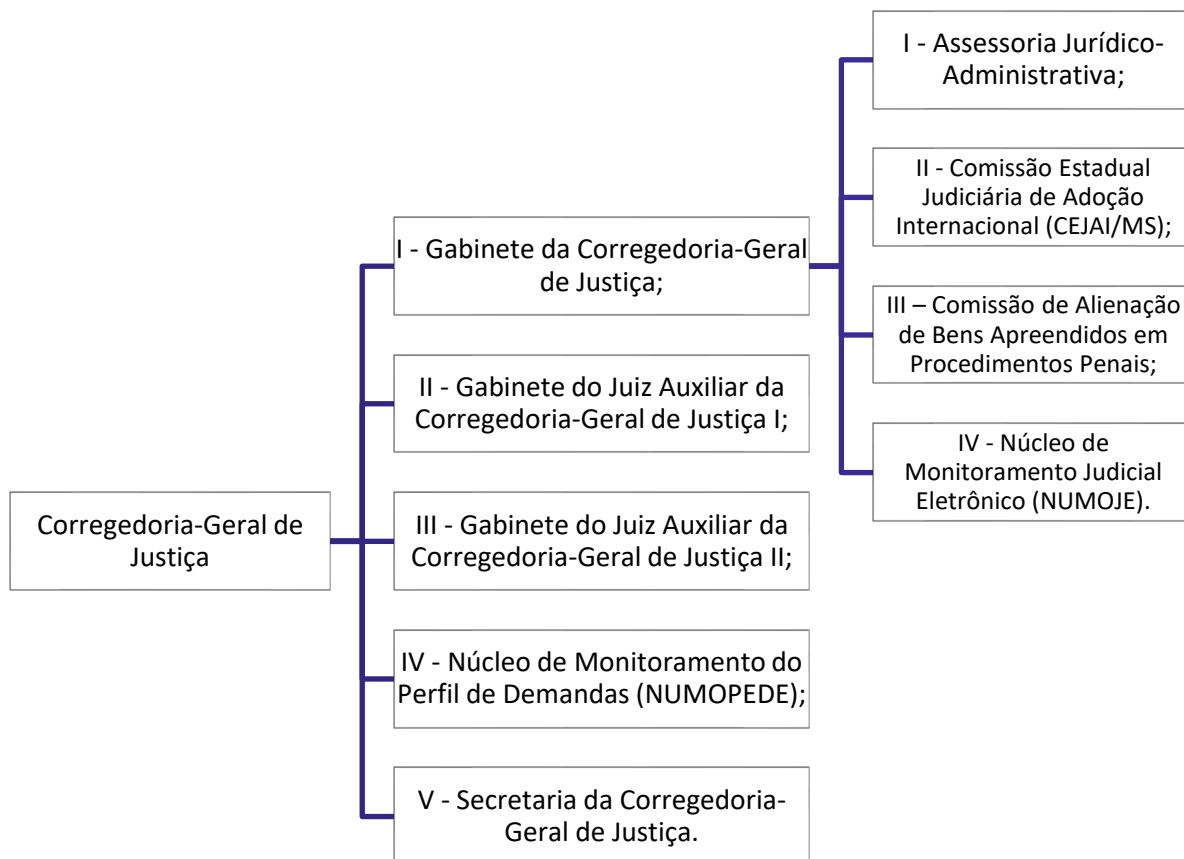 Corregedoria-Geral de
Justiça
I - Gabinete da Corregedoria-Geral
de Justiça;
II - Gabinete do Juiz Auxiliar da
Corregedoria-Geral de Justiça I;
III - Gabinete do Juiz Auxiliar da
Corregedoria-Geral de Justiça II;
IV - Núcleo de Monitoramento do
Perfil de Demandas (NUMOPEDE);
V - Secretaria da Corregedoria-
Geral de Justiça.
I - Assessoria Jurídico-
Administrativa;
II - Comissão Estadual
Judiciária de Adoção
Internacional (CEJAI/MS);
III – Comissão de Alienação
de Bens Apreendidos em
Procedimentos Penais;
IV - Núcleo de
Monitoramento Judicial
Eletrônico (NUMOJE).